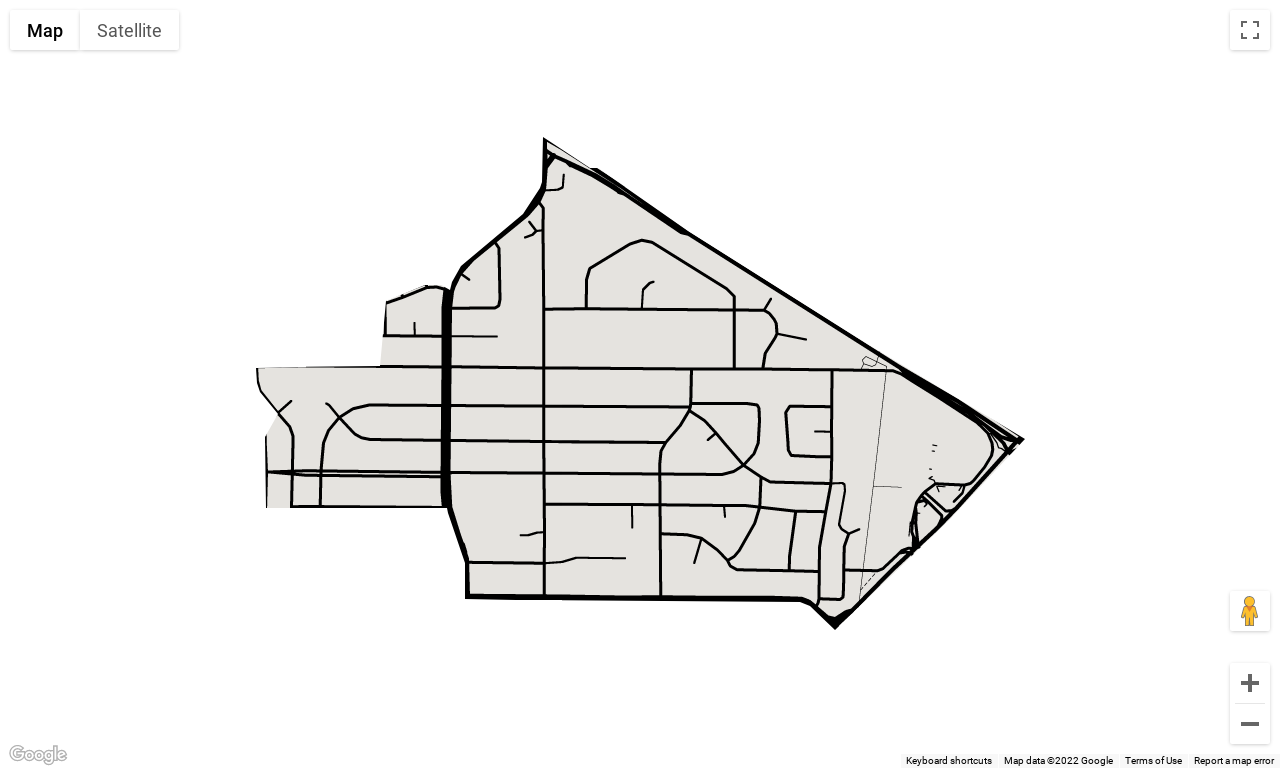 Map
Satellite
Google
Keyboard shortcuts
Map data ©2022 Google
Terms of Use
Report a map error